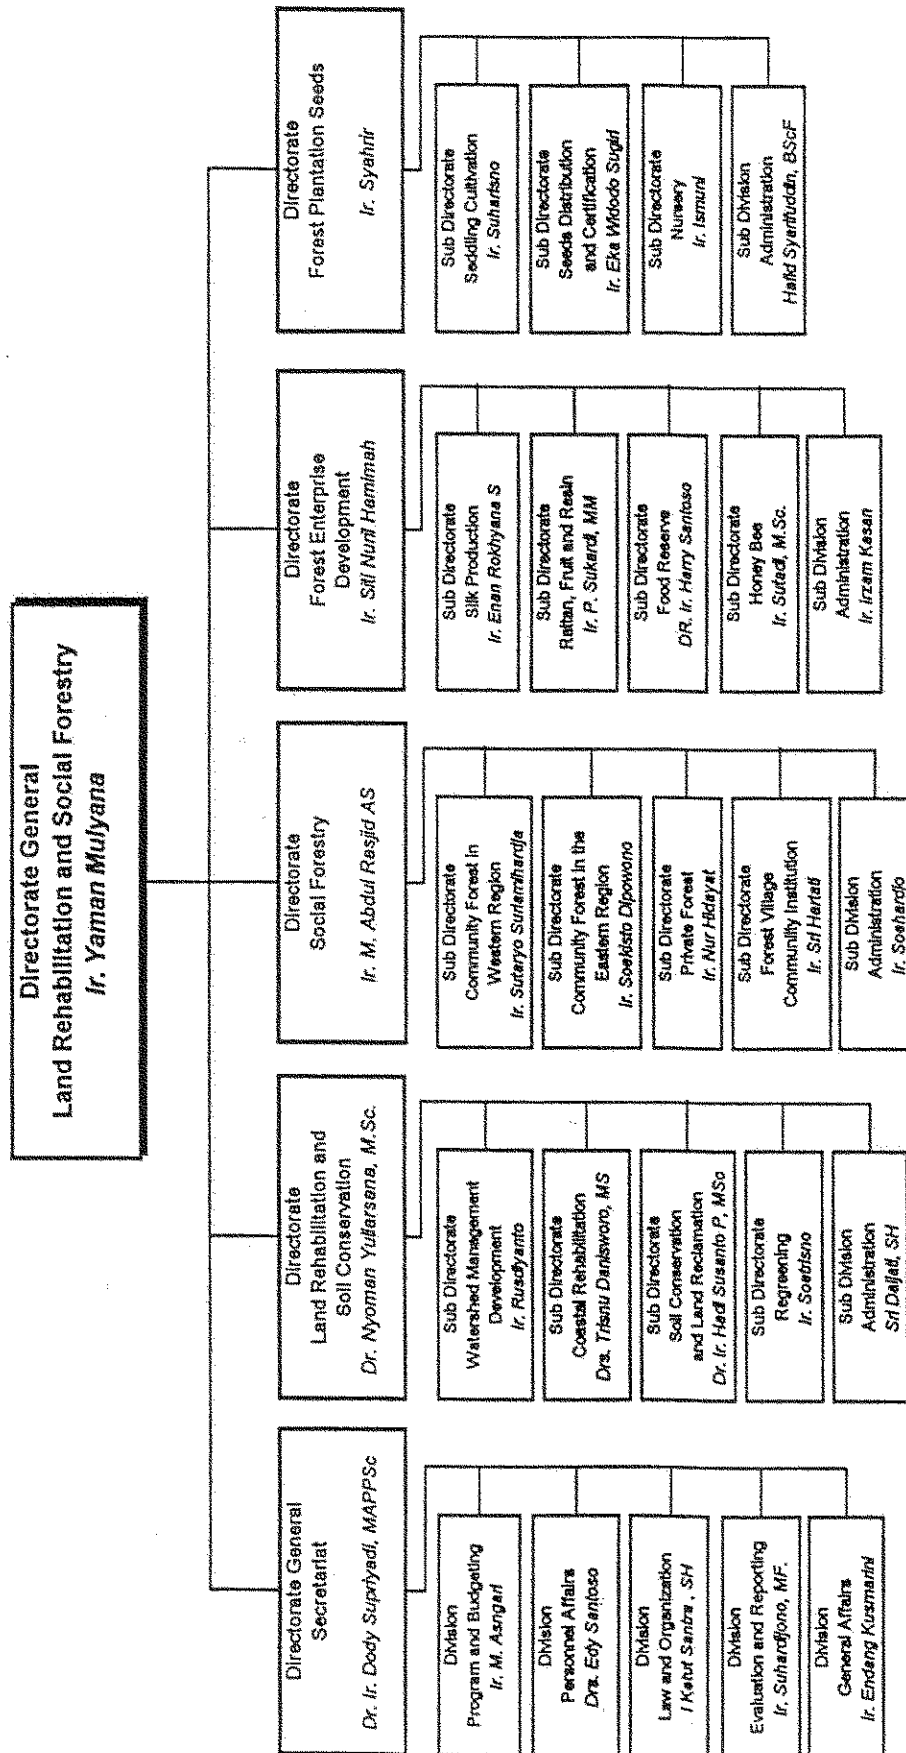 Directorate General
Land Rehabilitation and Social Forestry
Ir. Yaman Mulyana
Directorate General
Secretariat
Dr. Ir. Dody Supriyadi, MAPPSc
Division
Program and Budgeting
Ir. M. Asngari
Division
Personnel Affairs
Drs. Edy Santoso
Division
Law and Organization
I Ketut Santra , SH
Division
Evaluation and Reporting
Ir. Suhardjono, MF.
Division
General Affairs
Ir. Endang Kusmarini
Directorate
Land Rehabilitation and
Soil Conservation
Dr. Nyoman Yuliarsana, M.Sc.
Sub Directorate
Watershed Management
Development
Ir. Rusdiyanto
Sub Directorate
Coastal Rehabilitation
Drs. Trisnu Danisworo, MS
Sub Directorate
Soil Conservation
and Land Reclamation
Dr. Ir. Hadi Susanto P, MSc
Sub Directorate
Regreening
Ir. Soetrisno
Sub Division
Administration
Sri Daljati, SH
Directorate
Social Forestry
Ir. M. Abdul Rasjid AS
Sub Directorate
Community Forest in
Western Region
Ir. Sutaryo Suriamihardja
Sub Directorate
Community Forest in the
Eastern Region
Ir. Soekisto Dipowono
Sub Directorate
Private Forest
Ir. Nur Hidayat
Sub Directorate
Forest Village
Community Institution
Ir. Sri Hartati
Sub Division
Administration
Ir. Soehardjo
Directorate
Forest Enterprise
Development
Ir. Siti Nuril Hamimah
Sub Directorate
Silk Production
Ir. Enan Rokhyana S
Sub Directorate
Rattan, Fruit and Resin
Ir. P. Sukardi, MM
Sub Directorate
Food Reserve
DR. Ir. Harry Santoso
Sub Directorate
Honey Bee
Ir. Sutadi, M.Sc.
Sub Division
Administration
Ir. Irzam Kasan
Directorate
Forest Plantation Seeds
Ir. Syahrir
Sub Directorate
Seddling Cultivation
Ir. Suharisno
Sub Directorate
Seeds Distribution
and Certification
Ir. Eka Widodo Sugiri
Sub Directorate
Nursery
Ir. Ismuni
Sub Division
Administration
Hafid Syarifuddin, BScF